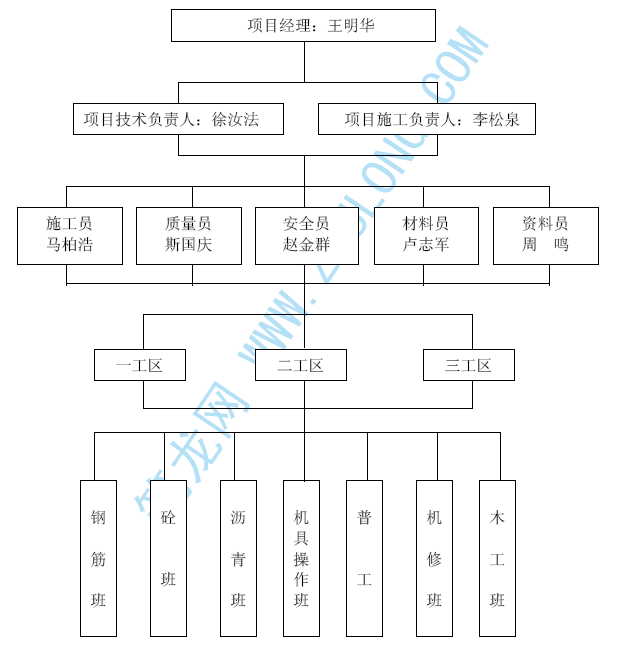 项目经理：王明华
项目技术负责人：徐汝法
项目施工负责人：李松泉
施工员
马柏浩
质量员
斯国庆
安全员
赵金群
材料员
卢志军
资料员
周 鸣
一工区
二工区
三工区
钢筋班
砼班
沥青班
机具操作班
普工
机修班
木工班
筑龙网 WWW.ZHULONG.COM